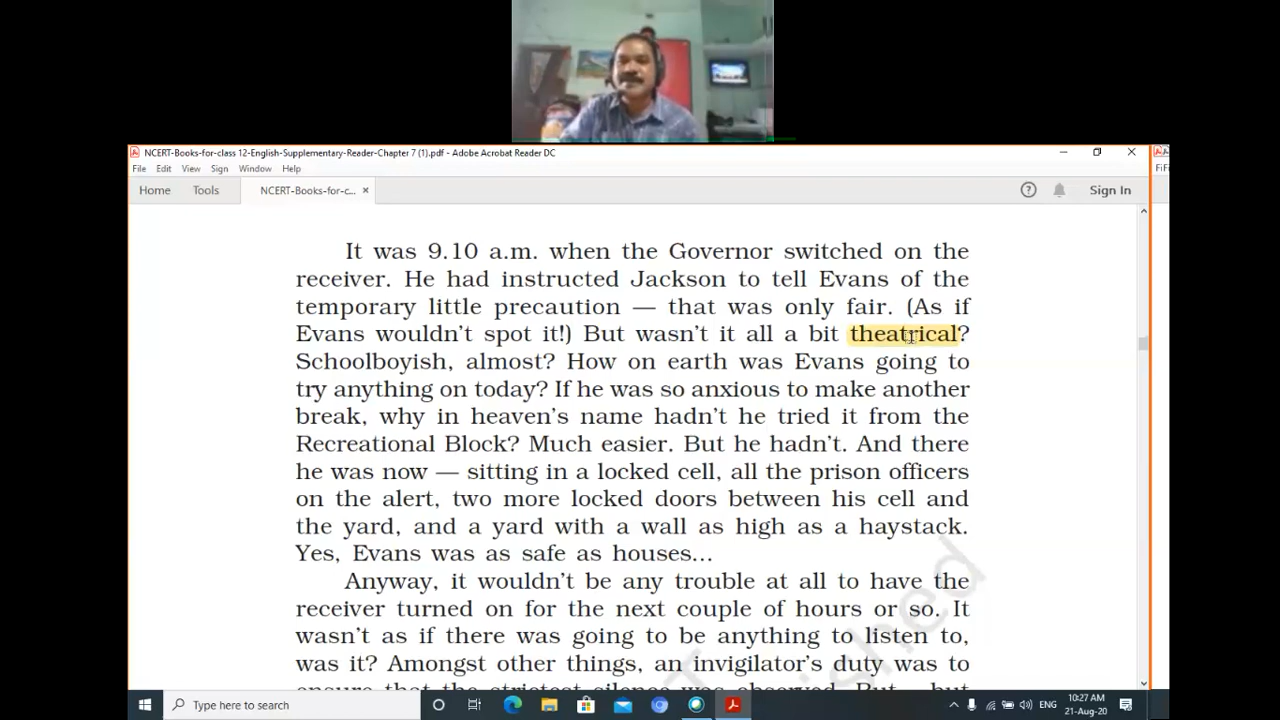 NCERT-Books-for-class 12-English-Supplementary-Reader-Chapter 7 (1).pdf - Adobe Acrobat Reader DC
File Edit View Sign Window Help
Home Tools NCERT-Books-for-c... Sign In
It was 9.10 a.m. when the Governor switched on the
receiver. He had instructed Jackson to tell Evans of the
temporary little precaution — that was only fair. (As if
Evans wouldn't spot it!) But wasn't it all a bit theatrical?
Schoolboyish, almost? How on earth was Evans going to
try anything on today? If he was so anxious to make another
break, why in heaven's name hadn't he tried it from the
Recreational Block? Much easier. But he hadn't. And there
he was now — sitting in a locked cell, all the prison officers
on the alert, two more locked doors between his cell and
the yard, and a yard with a wall as high as a haystack.
Yes, Evans was as safe as houses...
Anyway, it wouldn't be any trouble at all to have the
receiver turned on for the next couple of hours or so. It
wasn't as if there was going to be anything to listen to,
was it? Amongst other things, an invigilator's duty was to
ensure that the strictest silence was observed. But... but
Type here to search
ENG
10:27 AM
21-Aug-20